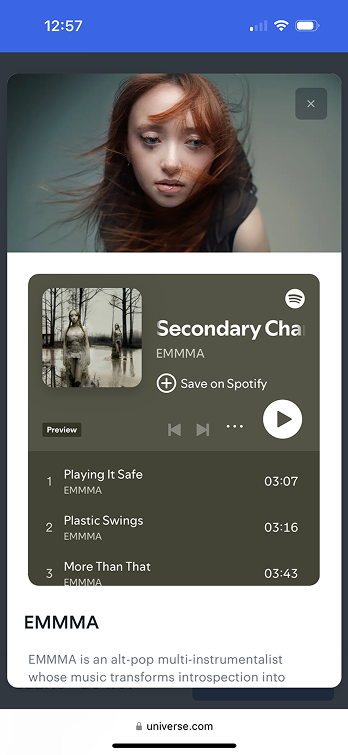 12:57
Secondary Cha
EMMMA
Save on Spotify
Preview
1 Playing It Safe 03:07
EMMMA
2 Plastic Swings 03:16
EMMMA
3 More Than That 03:43
EMMMA
EMMMA
EMMMA is an alt-pop multi-instrumentalist
whose music transforms introspection into
universe.com